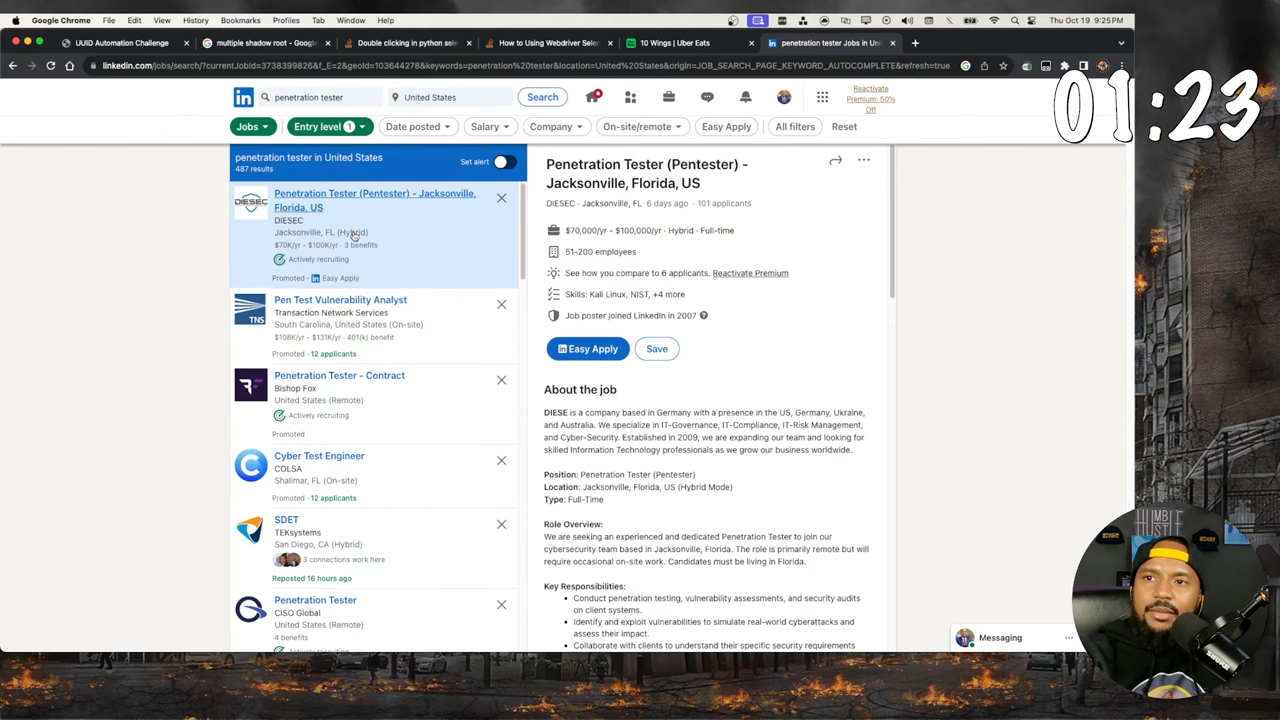 Google Chrome File Edit View History Bookmarks Profiles Tab Window Help Thu Oct 19 9:25 PM
UUID Automation Challenge
multiple shadow root - Google
Double clicking in python sele
How to Using Webdriver Selen
10 Wings | Uber Eats
penetration tester Jobs in Uni
linkedin.com/jobs/search/?currentJobId=3738399826&f_E=2&geoId=103644278&keywords=penetration%20tester&location=United%20States&origin=JOB_SEARCH_PAGE_KEYWORD_AUTOCOMPLETE&refresh=true
01:23
in
penetration tester
United States
Search
Reactivate
Premium: 50%
Off
Jobs
Entry level 1
Date posted
Salary
Company
On-site/remote
Easy Apply
All filters
Reset
penetration tester in United States
487 results
Set alert
DIESEC
Penetration Tester (Pentester) - Jacksonville,
Florida, US
DIESEC
Jacksonville, FL (Hybrid)
$70K/yr - $100K/yr · 3 benefits
Actively recruiting
Promoted · in Easy Apply
TNS
Pen Test Vulnerability Analyst
Transaction Network Services
South Carolina, United States (On-site)
$108K/yr - $131K/yr · 401(k) benefit
Promoted · 12 applicants
Penetration Tester - Contract
Bishop Fox
United States (Remote)
Actively recruiting
Promoted
Cyber Test Engineer
COLSA
Shalimar, FL (On-site)
Promoted · 12 applicants
SDET
TEKsystems
San Diego, CA (Hybrid)
3 connections work here
Reposted 16 hours ago
Penetration Tester
CISO Global
United States (Remote)
4 benefits
Actively recruiting
Penetration Tester (Pentester) -
Jacksonville, Florida, US
DIESEC · Jacksonville, FL 6 days ago · 101 applicants
$70,000/yr - $100,000/yr · Hybrid · Full-time
51-200 employees
See how you compare to 6 applicants. Reactivate Premium
Skills: Kali Linux, NIST, +4 more
Job poster joined LinkedIn in 2007
in Easy Apply
Save
About the job
DIESE is a company based in Germany with a presence in the US, Germany, Ukraine,
and Australia. We specialize in IT-Governance, IT-Compliance, IT-Risk Management,
and Cyber-Security. Established in 2009, we are expanding our team and looking for
skilled Information Technology professionals as we grow our business worldwide.
Position: Penetration Tester (Pentester)
Location: Jacksonville, Florida, US (Hybrid Mode)
Type: Full-Time
Role Overview:
We are seeking an experienced and dedicated Penetration Tester to join our
cybersecurity team based in Jacksonville, Florida. The role is primarily remote but will
require occasional on-site work. Candidates must be living in Florida.
Key Responsibilities:
• Conduct penetration testing, vulnerability assessments, and security audits
on client systems.
• Identify and exploit vulnerabilities to simulate real-world cyberattacks and
assess their impact.
• Collaborate with clients to understand their specific security requirements
Messaging
HUMBLE
HUSTLE
SHURE